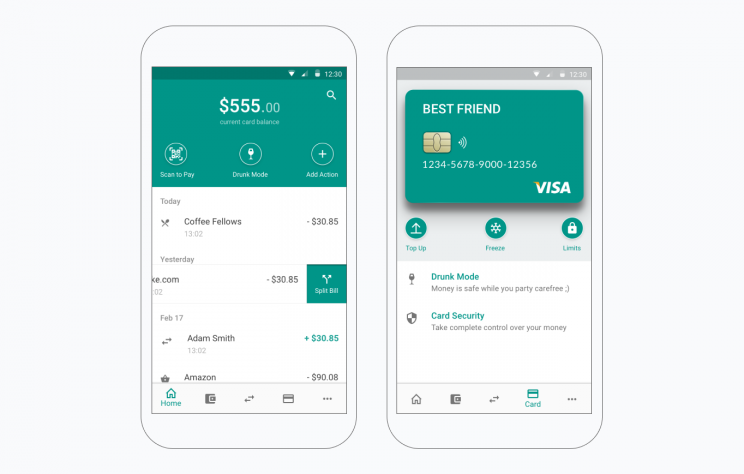 12:30
$555.00
current card balance
Scan to Pay
Drunk Mode
Add Action
Today
Coffee Fellows - $30.85
13:02
Yesterday
ke.com - $30.85
:02
Split Bill
Feb 17
Adam Smith + $30.85
13:02
Amazon - $90.08
Home
12:30
BEST FRIEND
1234-5678-9000-12356
VISA
Top Up
Freeze
Limits
Drunk Mode
Money is safe while you party carefree ;)
Card Security
Take complete control over your money
Card